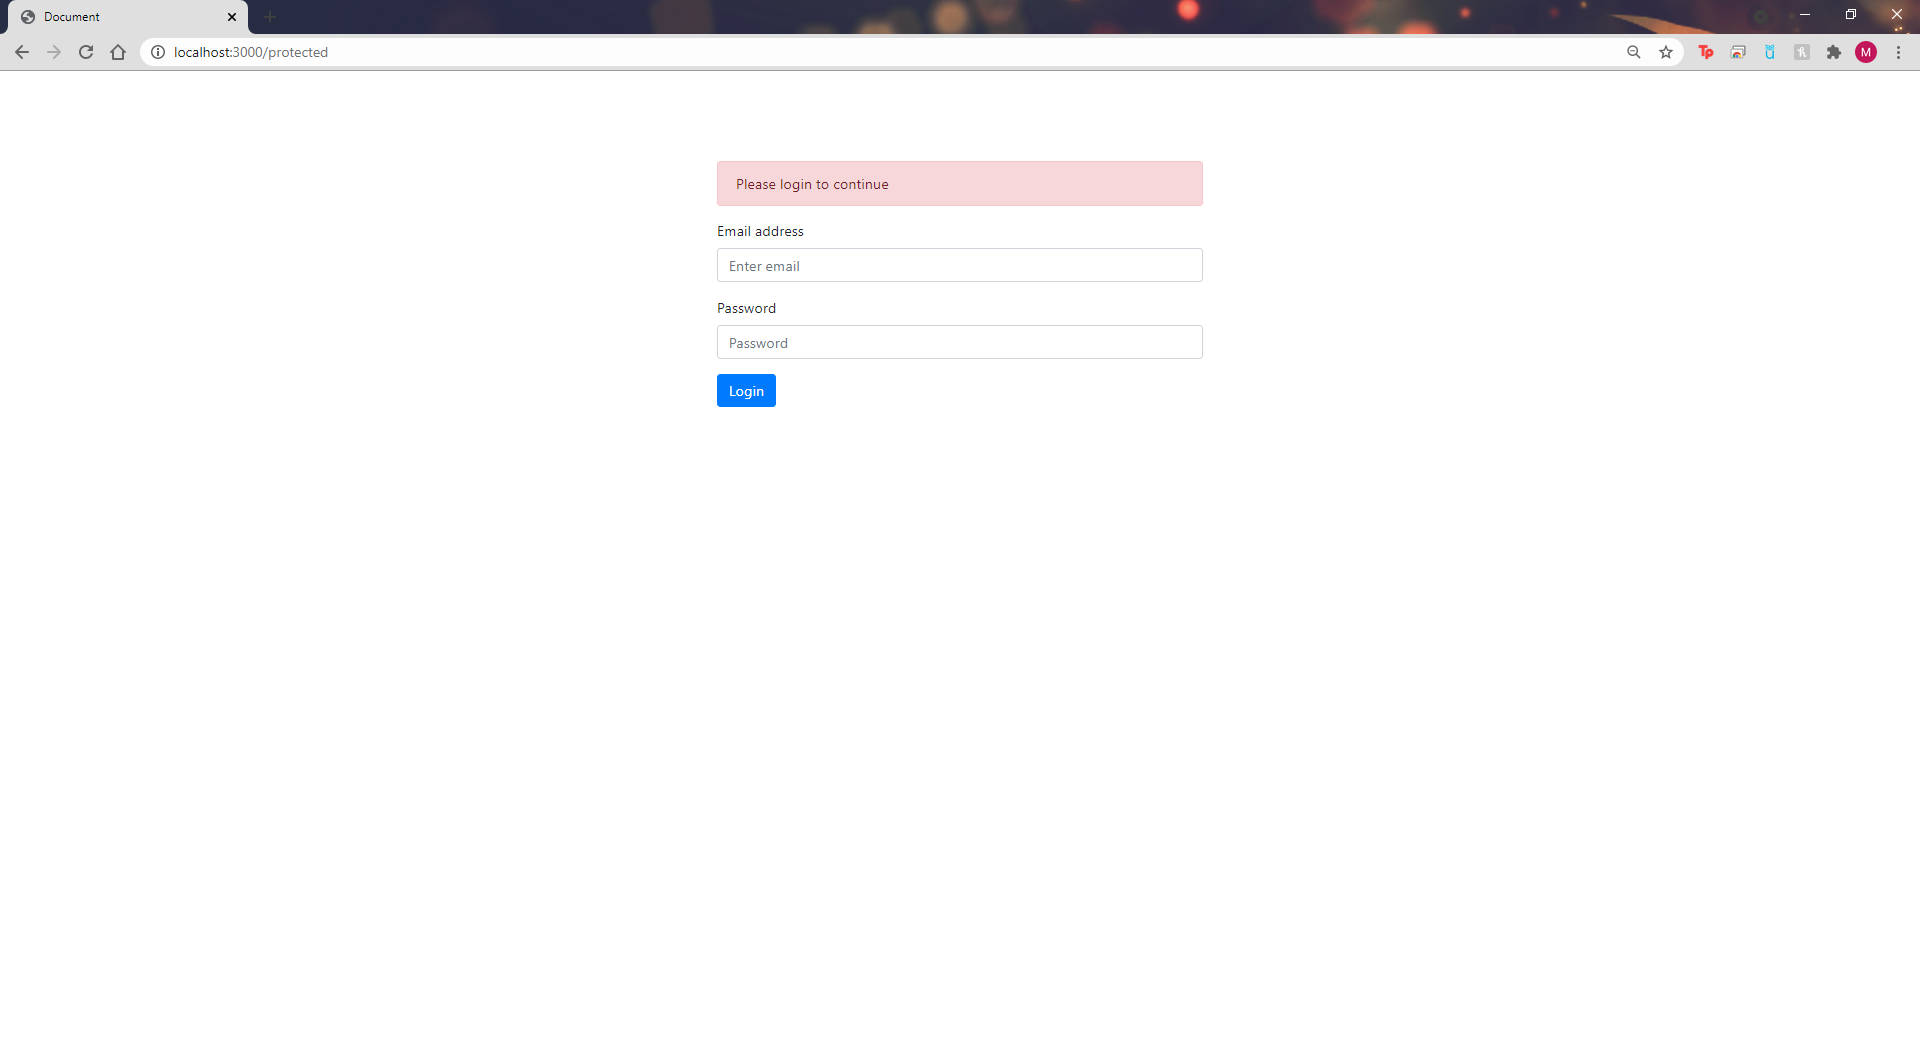 Document
localhost:3000/protected
Tp
M
Please login to continue
Email address
Enter email
Password
Password
Login